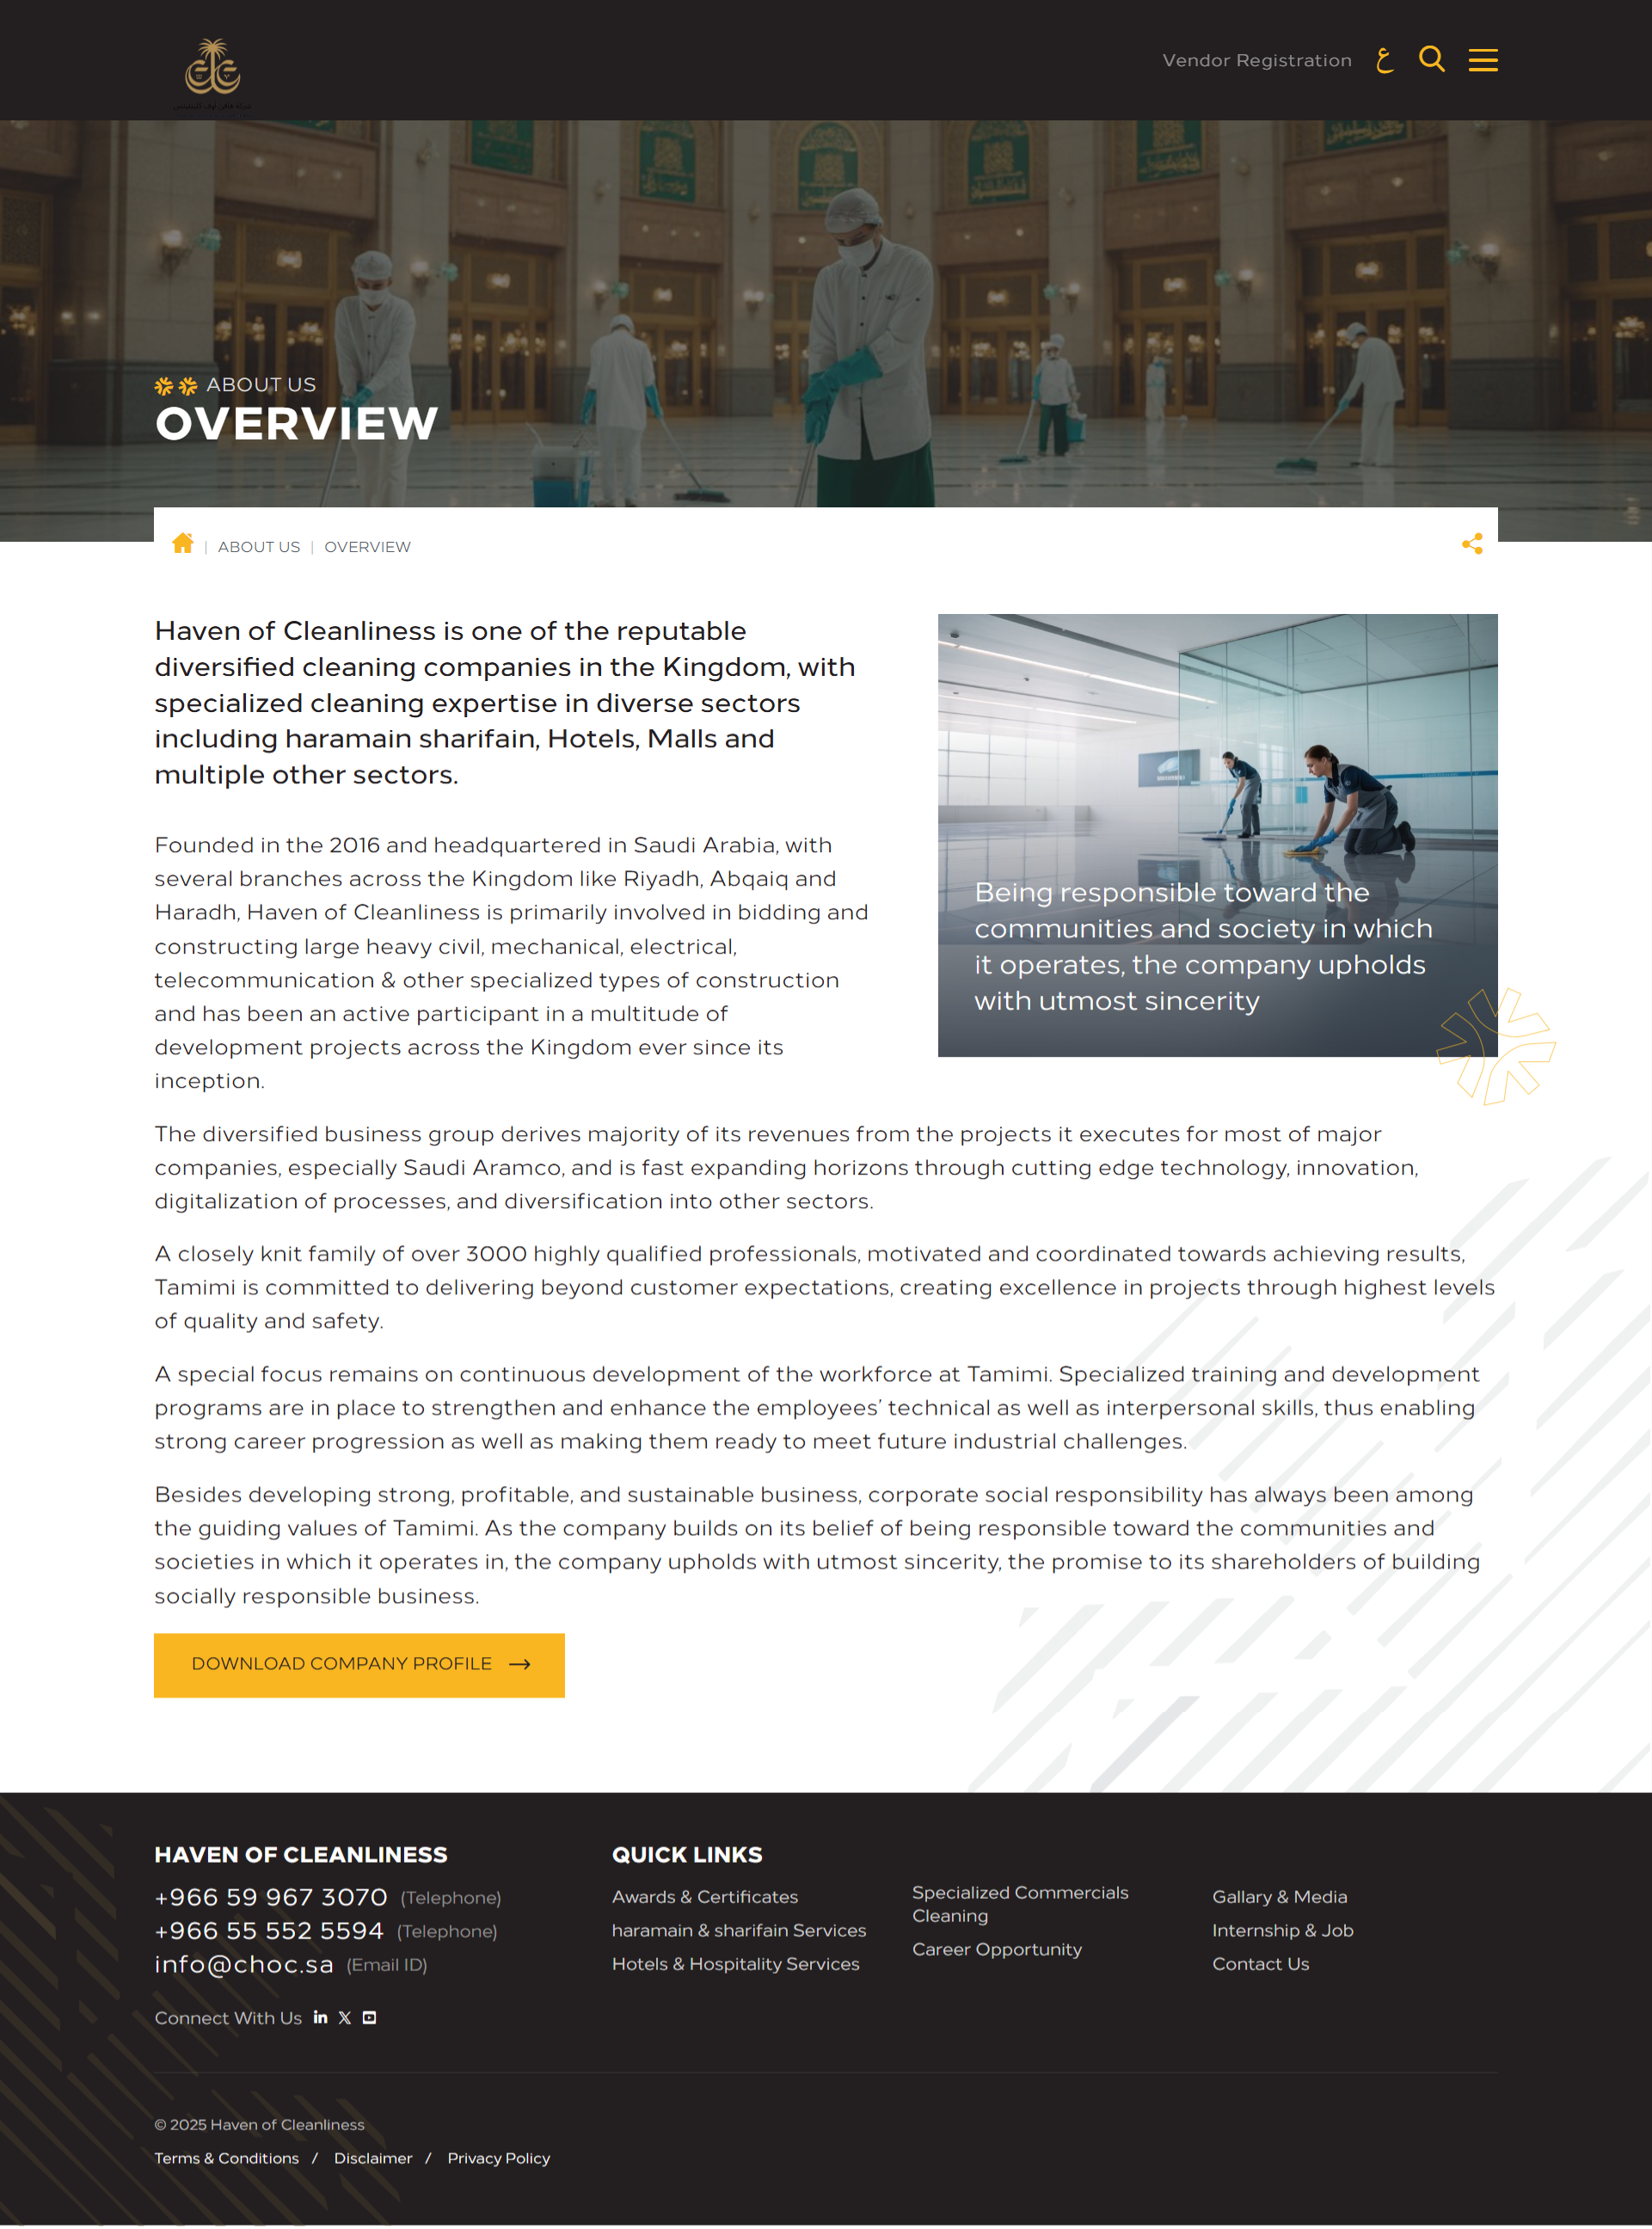 Vendor Registration ع
ABOUT US
OVERVIEW
| ABOUT US | OVERVIEW
Haven of Cleanliness is one of the reputable
diversified cleaning companies in the Kingdom, with
specialized cleaning expertise in diverse sectors
including haramain sharifain, Hotels, Malls and
multiple other sectors.
Founded in the 2016 and headquartered in Saudi Arabia, with
several branches across the Kingdom like Riyadh, Abqaiq and
Haradh, Haven of Cleanliness is primarily involved in bidding and
constructing large heavy civil, mechanical, electrical,
telecommunication & other specialized types of construction
and has been an active participant in a multitude of
development projects across the Kingdom ever since its
inception.
Being responsible toward the
communities and society in which
it operates, the company upholds
with utmost sincerity
The diversified business group derives majority of its revenues from the projects it executes for most of major
companies, especially Saudi Aramco, and is fast expanding horizons through cutting edge technology, innovation,
digitalization of processes, and diversification into other sectors.
A closely knit family of over 3000 highly qualified professionals, motivated and coordinated towards achieving results,
Tamimi is committed to delivering beyond customer expectations, creating excellence in projects through highest levels
of quality and safety.
A special focus remains on continuous development of the workforce at Tamimi. Specialized training and development
programs are in place to strengthen and enhance the employees’ technical as well as interpersonal skills, thus enabling
strong career progression as well as making them ready to meet future industrial challenges.
Besides developing strong, profitable, and sustainable business, corporate social responsibility has always been among
the guiding values of Tamimi. As the company builds on its belief of being responsible toward the communities and
societies in which it operates in, the company upholds with utmost sincerity, the promise to its shareholders of building
socially responsible business.
DOWNLOAD COMPANY PROFILE →
HAVEN OF CLEANLINESS
+966 59 967 3070 (Telephone)
+966 55 552 5594 (Telephone)
info@choc.sa (Email ID)
Connect With Us in X
QUICK LINKS
Awards & Certificates
haramain & sharifain Services
Hotels & Hospitality Services
Specialized Commercials
Cleaning
Career Opportunity
Gallary & Media
Internship & Job
Contact Us
© 2025 Haven of Cleanliness
Terms & Conditions / Disclaimer / Privacy Policy